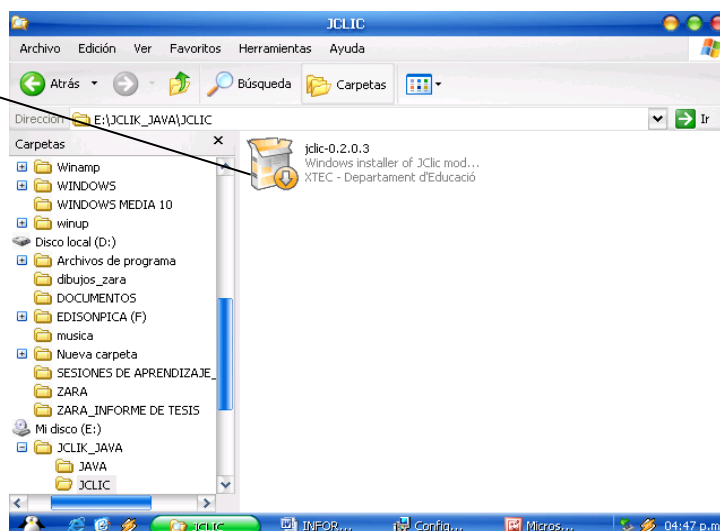 JCLIC
Archivo Edición Ver Favoritos Herramientas Ayuda
Atrás Búsqueda Carpetas
Dirección E:\JCLIK_JAVA\JCLIC Ir
Carpetas X
Winamp
WINDOWS
WINDOWS MEDIA 10
winup
Disco local (D:)
Archivos de programa
dibujos_zara
DOCUMENTOS
EDISONPICA (F)
musica
Nueva carpeta
SESIONES DE APRENDIZAJE_
ZARA
ZARA_INFORME DE TESIS
Mi disco (E:)
JCLIK_JAVA
JAVA
JCLIC
jclic-0.2.0.3
Windows installer of JClic mod...
XTEC - Departament d'Educació
JCLIC INFOR... Config... Micros... 04:47 p.m